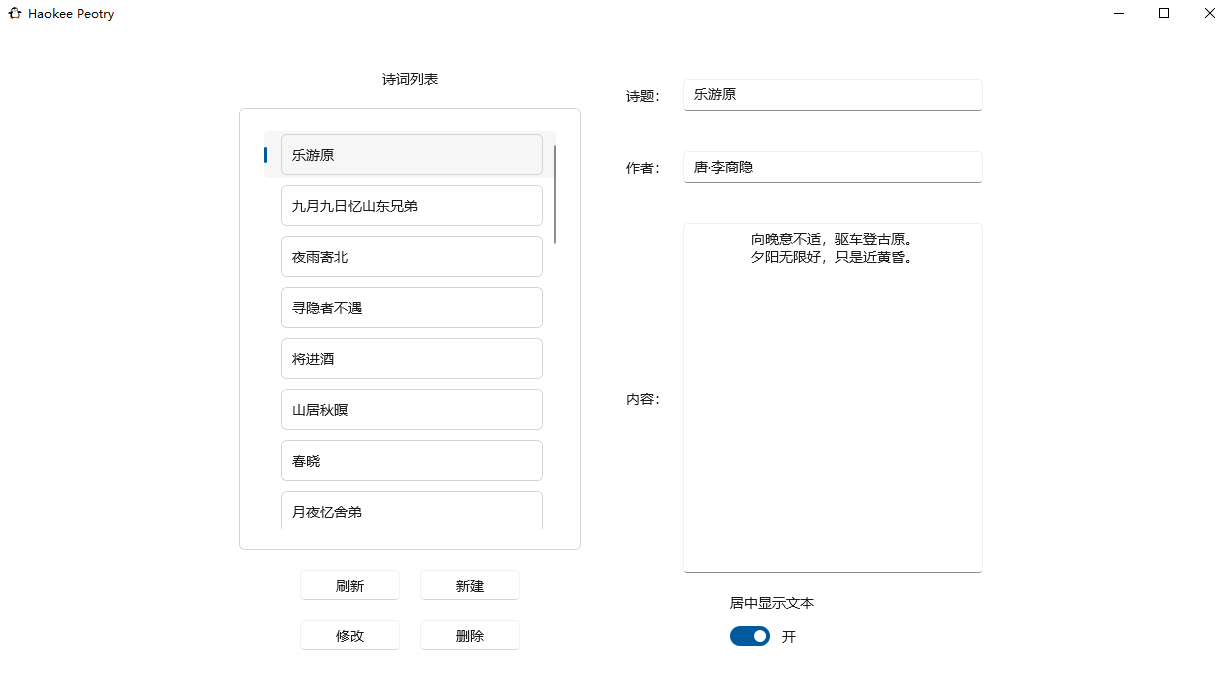 Haokee Peotry
诗词列表
乐游原
九月九日忆山东兄弟
夜雨寄北
寻隐者不遇
将进酒
山居秋暝
春晓
月夜忆舍弟
刷新
新建
修改
删除
诗题：
乐游原
作者：
唐·李商隐
内容：
向晚意不适，驱车登古原。
夕阳无限好，只是近黄昏。
居中显示文本
开